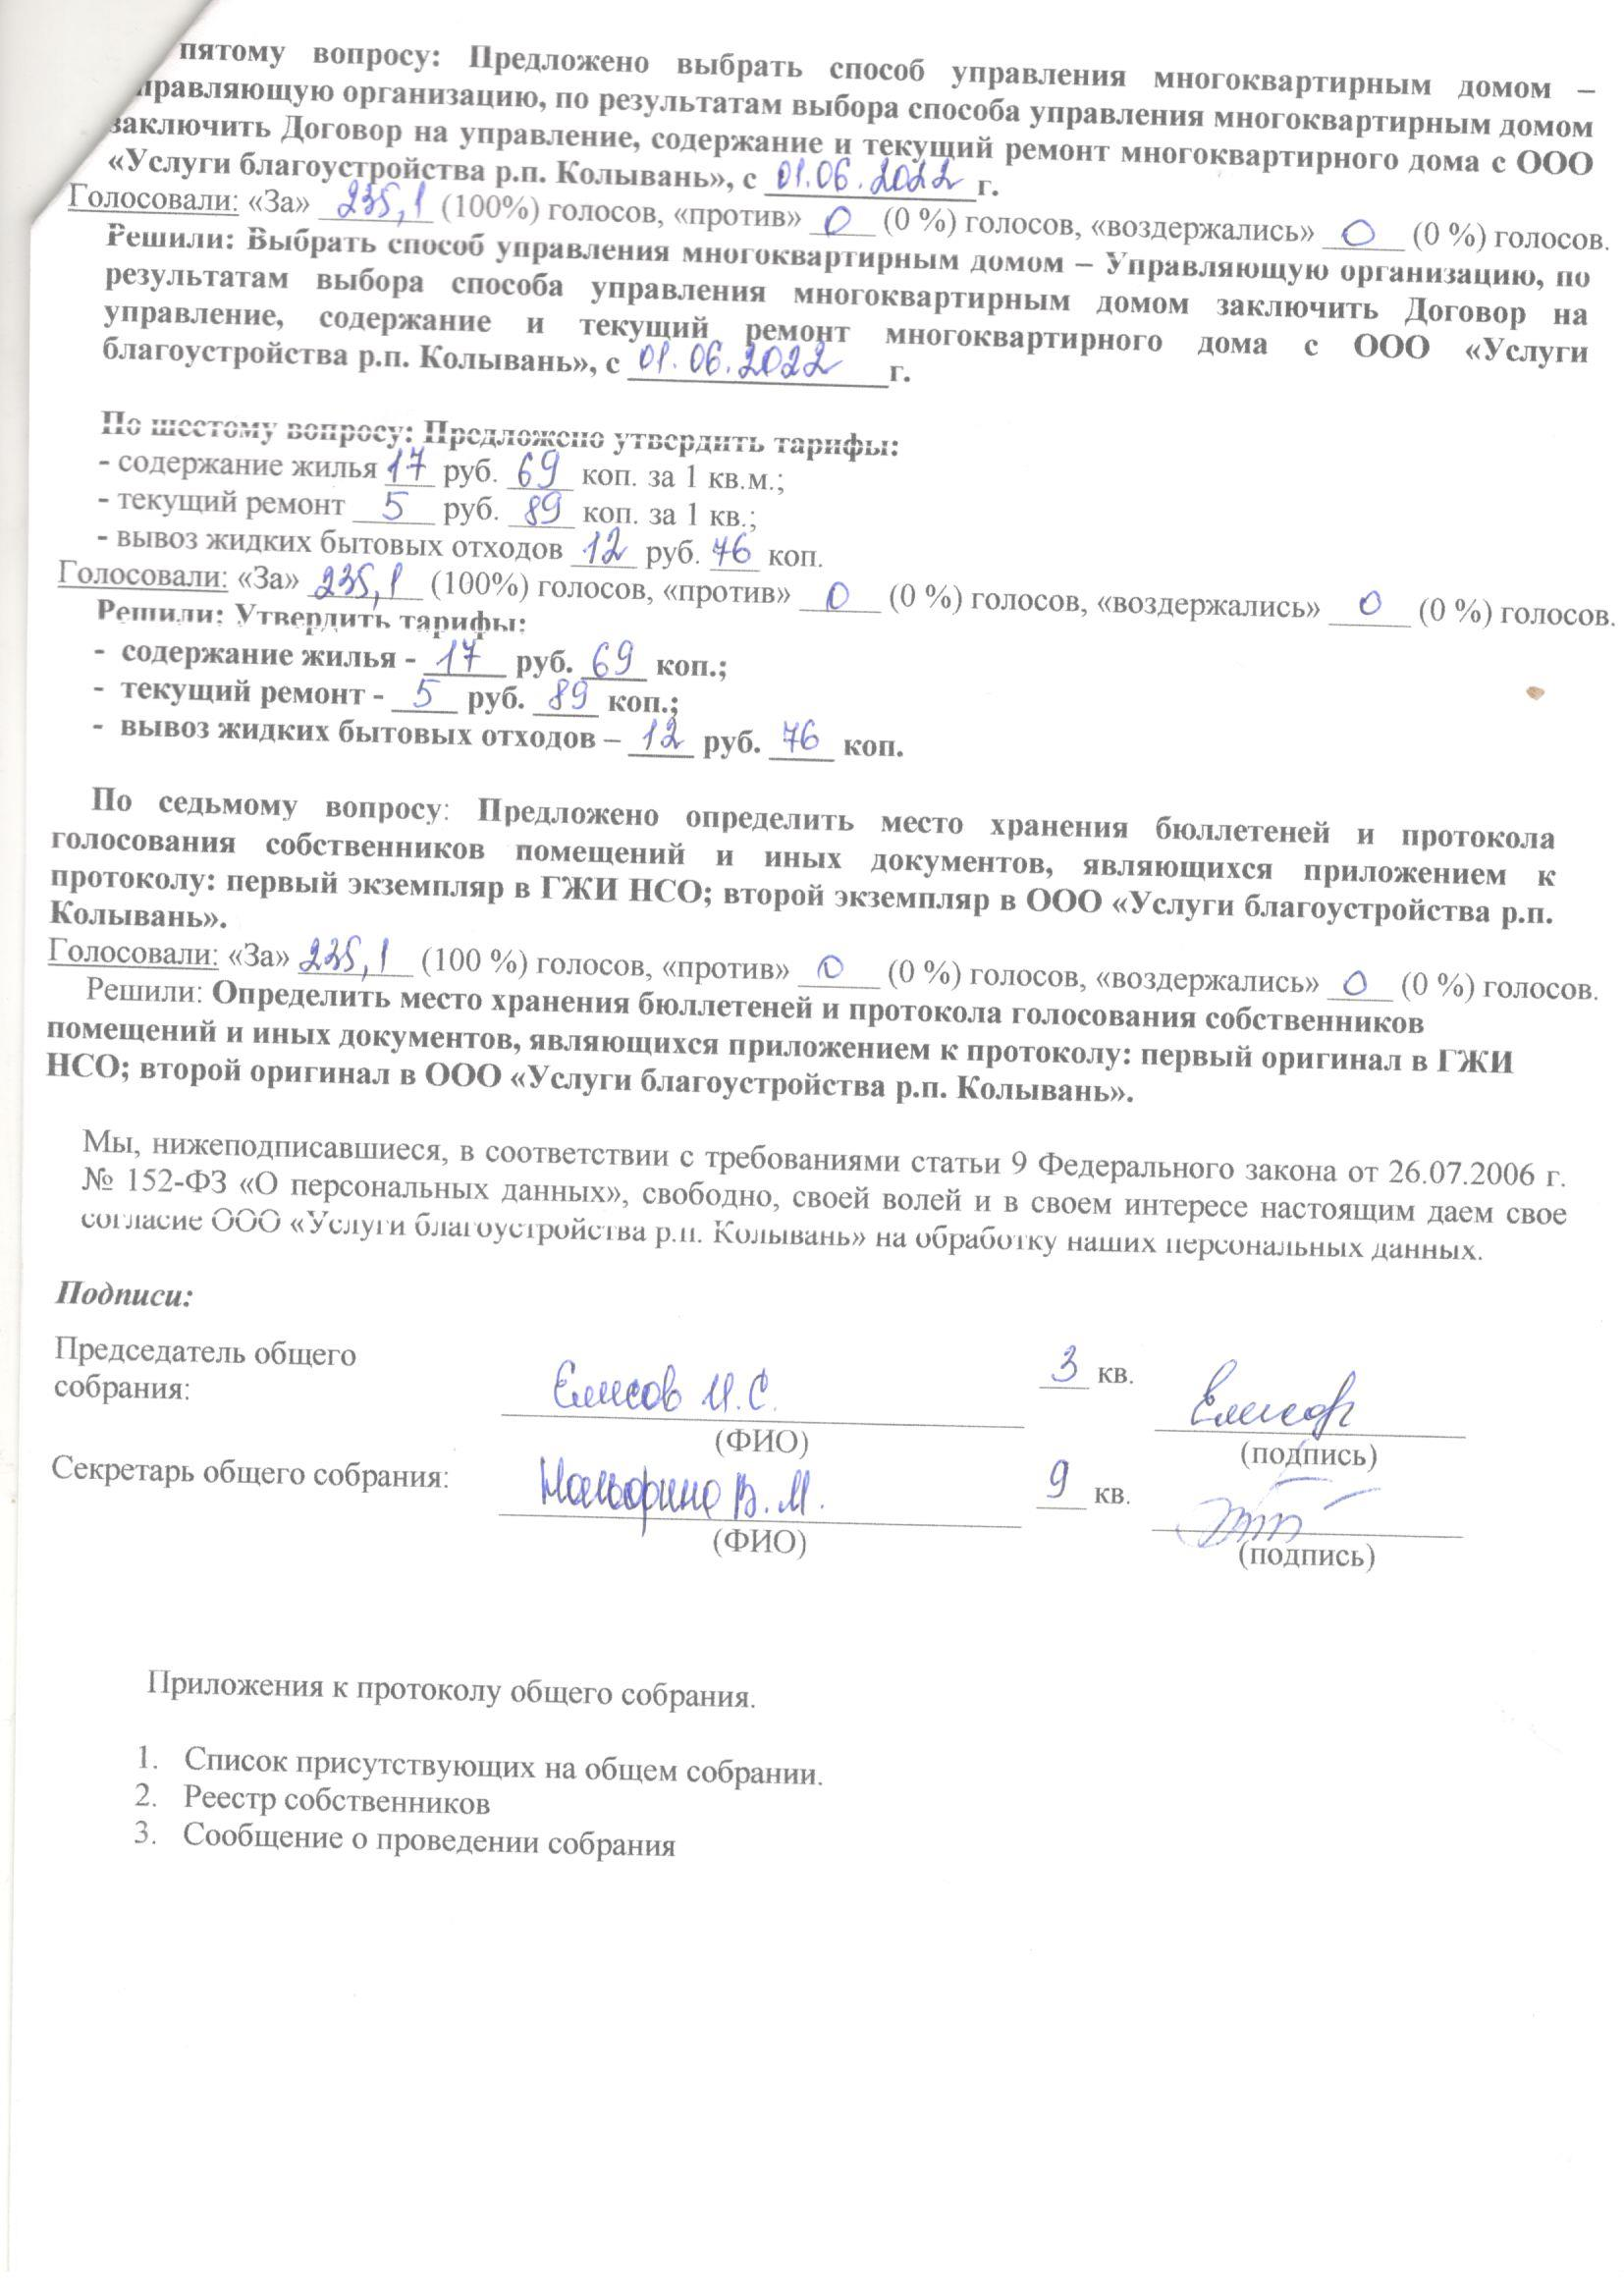 пятому вопросу: Предложено выбрать способ управления многоквартирным домом –
правляющую организацию, по результатам выбора способа управления многоквартирным домом
заключить Договор на управление, содержание и текущий ремонт многоквартирного дома с ООО
«Услуги благоустройства р.п. Колывань», с 01.06.2022 г.
Голосовали: «За» 235,1 (100%) голосов, «против» 0 (0 %) голосов, «воздержались» 0 (0 %) голосов.
Решили: Выбрать способ управления многоквартирным домом – Управляющую организацию, по
результатам выбора способа управления многоквартирным домом заключить Договор на
управление, содержание и текущий ремонт многоквартирного дома с ООО «Услуги
благоустройства р.п. Колывань», с 01.06.2022 г.
По шестому вопросу: Предложено утвердить тарифы:
- содержание жилья 17 руб. 69 коп. за 1 кв.м.;
- текущий ремонт 5 руб. 89 коп. за 1 кв.;
- вывоз жидких бытовых отходов 12 руб. 76 коп.
Голосовали: «За» 235,1 (100%) голосов, «против» 0 (0 %) голосов, «воздержались» 0 (0 %) голосов.
Решили: Утвердить тарифы:
- содержание жилья - 17 руб. 69 коп.;
- текущий ремонт - 5 руб. 89 коп.;
- вывоз жидких бытовых отходов – 12 руб. 76 коп.
По седьмому вопросу: Предложено определить место хранения бюллетеней и протокола
голосования собственников помещений и иных документов, являющихся приложением к
протоколу: первый экземпляр в ГЖИ НСО; второй экземпляр в ООО «Услуги благоустройства р.п.
Колывань».
Голосовали: «За» 235,1 (100 %) голосов, «против» 0 (0 %) голосов, «воздержались» 0 (0 %) голосов.
Решили: Определить место хранения бюллетеней и протокола голосования собственников
помещений и иных документов, являющихся приложением к протоколу: первый оригинал в ГЖИ
НСО; второй оригинал в ООО «Услуги благоустройства р.п. Колывань».
Мы, нижеподписавшиеся, в соответствии с требованиями статьи 9 Федерального закона от 26.07.2006 г.
№ 152-ФЗ «О персональных данных», свободно, своей волей и в своем интересе настоящим даем свое
согласие ООО «Услуги благоустройства р.п. Колывань» на обработку наших персональных данных.
Подписи:
Председатель общего
собрания: Елисов И.С. 3 кв. Елисов
(ФИО) (подпись)
Секретарь общего собрания: В.М. 9 кв.
(ФИО) (подпись)
Приложения к протоколу общего собрания.
1. Список присутствующих на общем собрании.
2. Реестр собственников
3. Сообщение о проведении собрания